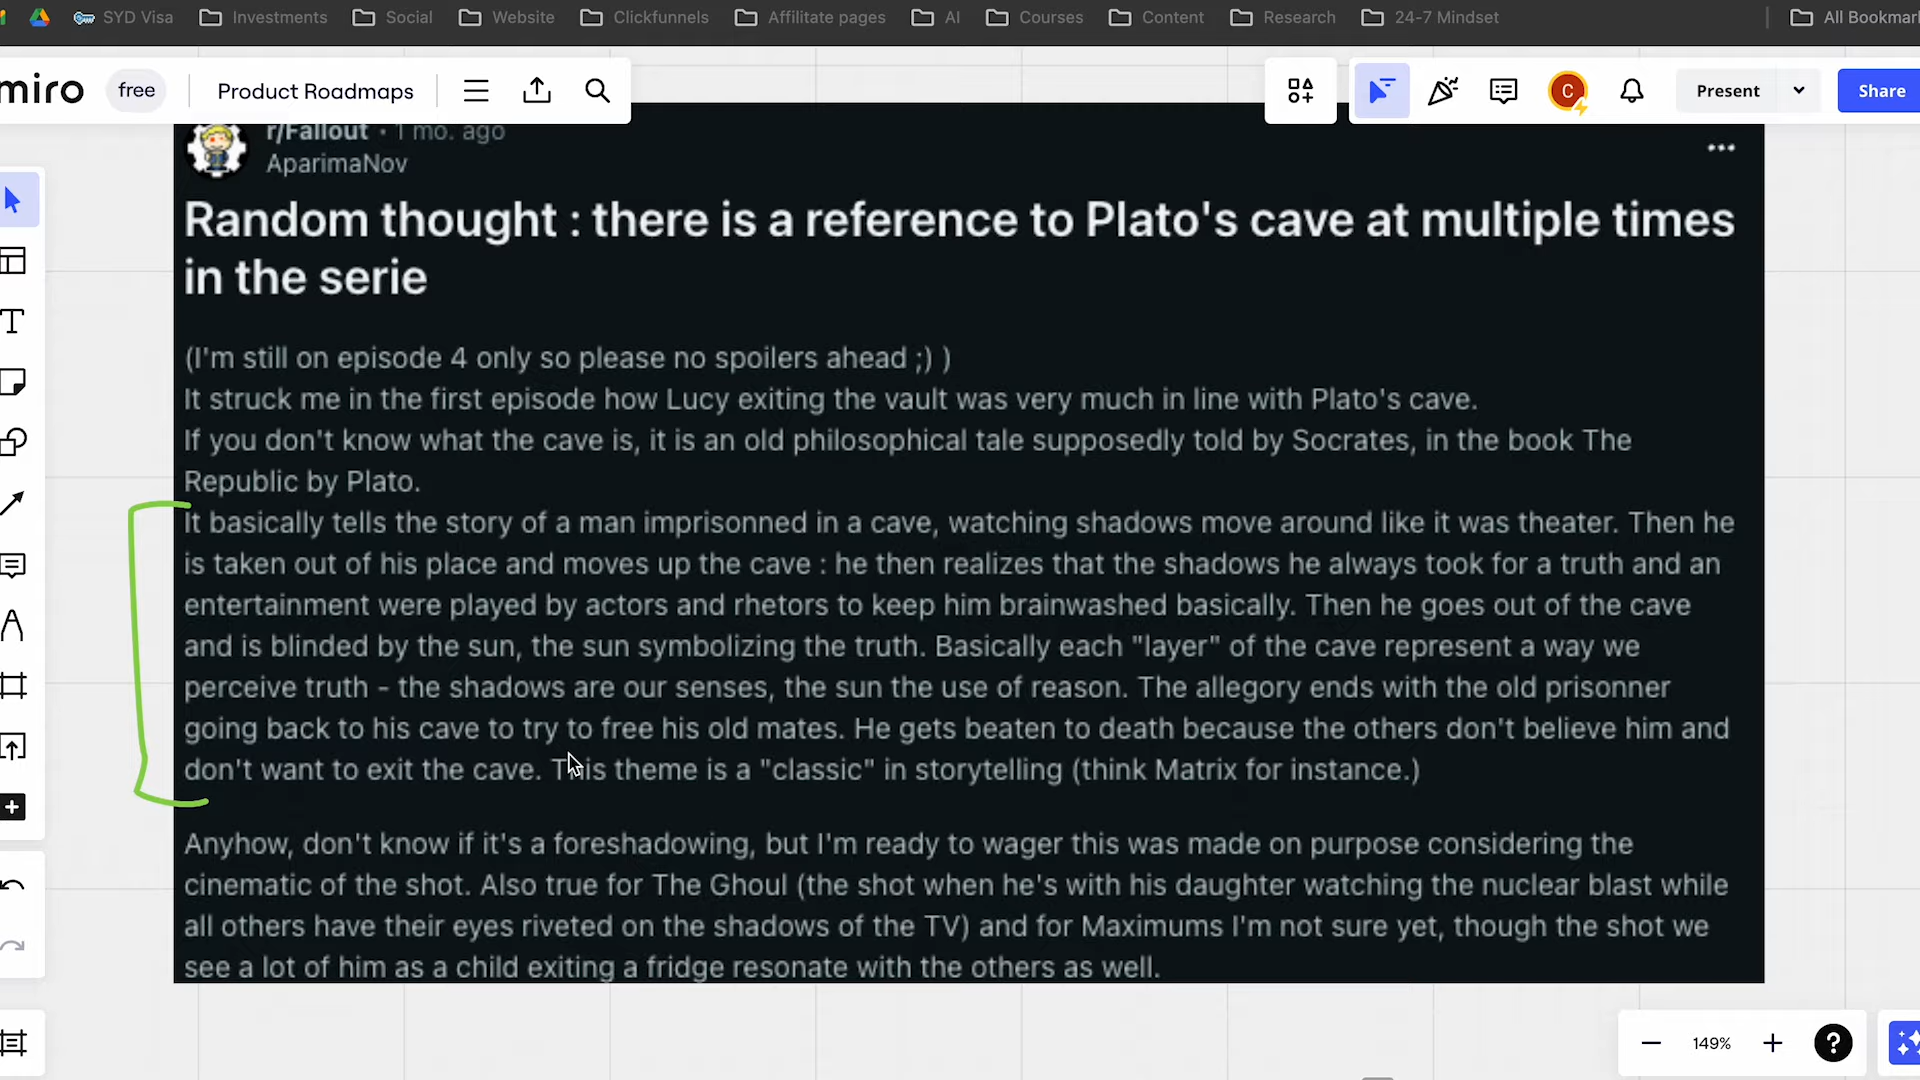 SYD Visa Investments Social Website Clickfunnels Affilitate pages AI Courses Content Research 24-7 Mindset All Bookmar
miro free Product Roadmaps C Present Share
r/Fallout • 1 mo. ago
AparimaNov
Random thought : there is a reference to Plato's cave at multiple times
in the serie
(I'm still on episode 4 only so please no spoilers ahead ;) )
It struck me in the first episode how Lucy exiting the vault was very much in line with Plato's cave.
If you don't know what the cave is, it is an old philosophical tale supposedly told by Socrates, in the book The
Republic by Plato.
It basically tells the story of a man imprisonned in a cave, watching shadows move around like it was theater. Then he
is taken out of his place and moves up the cave : he then realizes that the shadows he always took for a truth and an
entertainment were played by actors and rhetors to keep him brainwashed basically. Then he goes out of the cave
and is blinded by the sun, the sun symbolizing the truth. Basically each "layer" of the cave represent a way we
perceive truth - the shadows are our senses, the sun the use of reason. The allegory ends with the old prisonner
going back to his cave to try to free his old mates. He gets beaten to death because the others don't believe him and
don't want to exit the cave. This theme is a "classic" in storytelling (think Matrix for instance.)
Anyhow, don't know if it's a foreshadowing, but I'm ready to wager this was made on purpose considering the
cinematic of the shot. Also true for The Ghoul (the shot when he's with his daughter watching the nuclear blast while
all others have their eyes riveted on the shadows of the TV) and for Maximums I'm not sure yet, though the shot we
see a lot of him as a child exiting a fridge resonate with the others as well.
149%